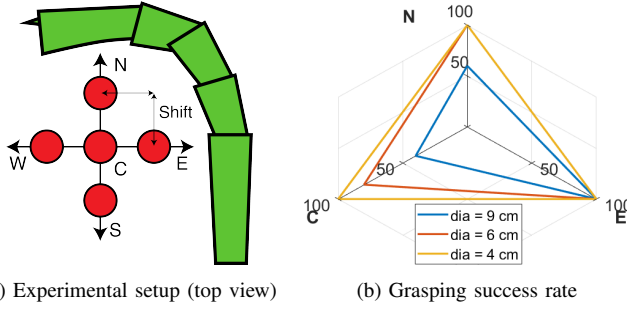 N
Shift
W
C
E
S
) Experimental setup (top view)
N
100
50
50
50
100
C
100
E
dia = 9 cm
dia = 6 cm
dia = 4 cm
(b) Grasping success rate